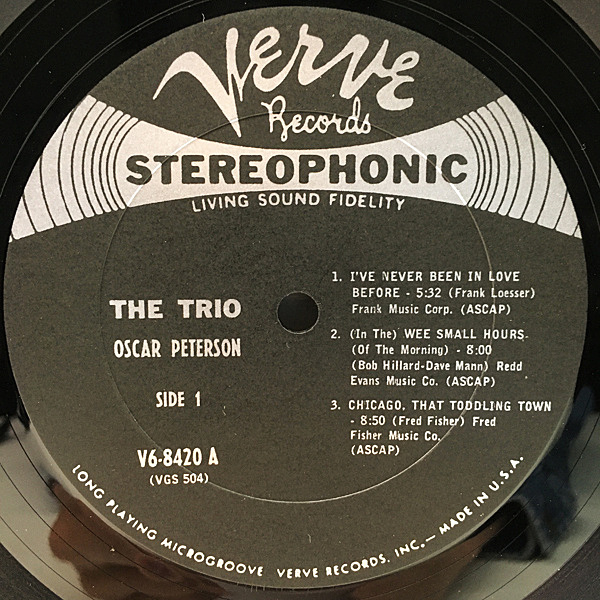 Verve
Records
STEREOPHONIC
LIVING SOUND FIDELITY
THE TRIO
OSCAR PETERSON
SIDE 1
V6-8420 A
(VGS 504)
1. I'VE NEVER BEEN IN LOVE
BEFORE - 5:32 (Frank Loesser)
Frank Music Corp. (ASCAP)
2. (In The) WEE SMALL HOURS
(Of The Morning) - 8:00
(Bob Hillard-Dave Mann) Redd
Evans Music Co. (ASCAP)
3. CHICAGO, THAT TODDLING TOWN
- 8:50 (Fred Fisher) Fred
Fisher Music Co.
(ASCAP)
LONG PLAYING MICROGROOVE VERVE RECORDS, INC.— MADE IN U.S.A.